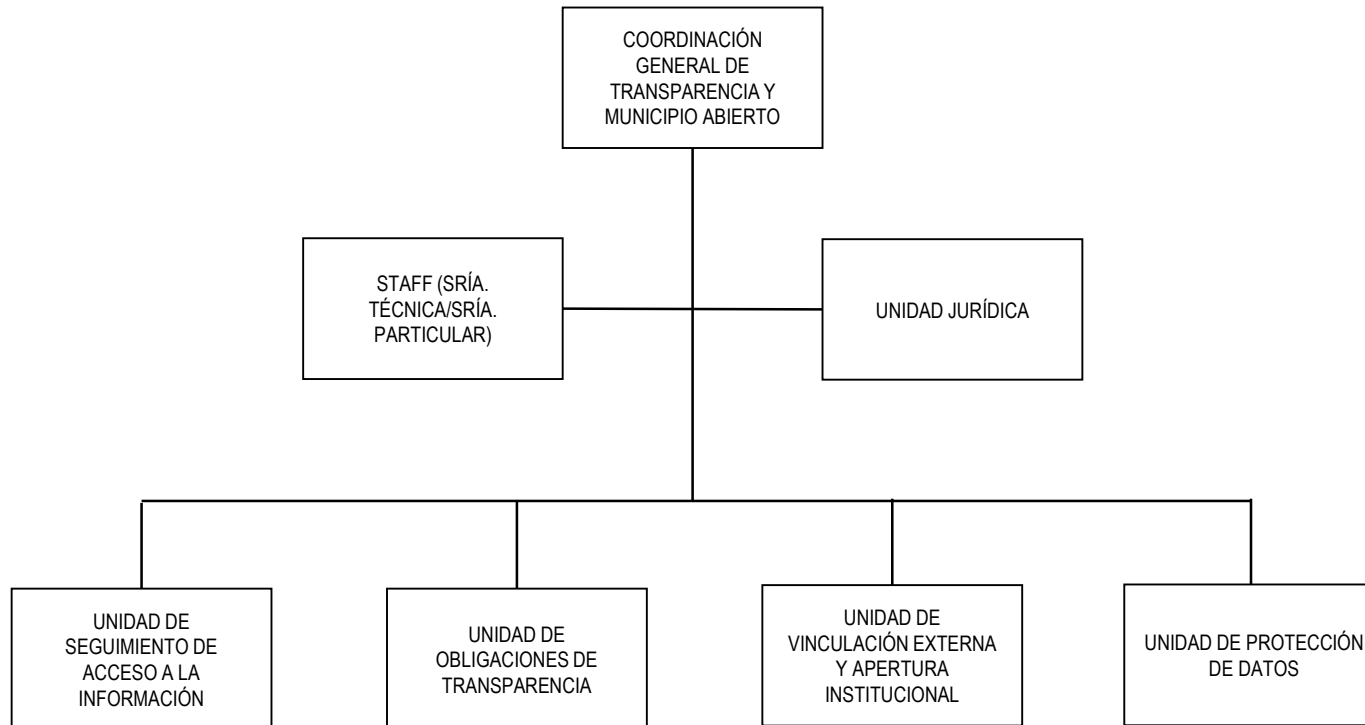 COORDINACIÓN
GENERAL DE
TRANSPARENCIA Y
MUNICIPIO ABIERTO
STAFF (SRÍA.
TÉCNICA/SRÍA.
PARTICULAR)
UNIDAD JURÍDICA
UNIDAD DE
SEGUIMIENTO DE
ACCESO A LA
INFORMACIÓN
UNIDAD DE
OBLIGACIONES DE
TRANSPARENCIA
UNIDAD DE
VINCULACIÓN EXTERNA
Y APERTURA
INSTITUCIONAL
UNIDAD DE PROTECCIÓN
DE DATOS